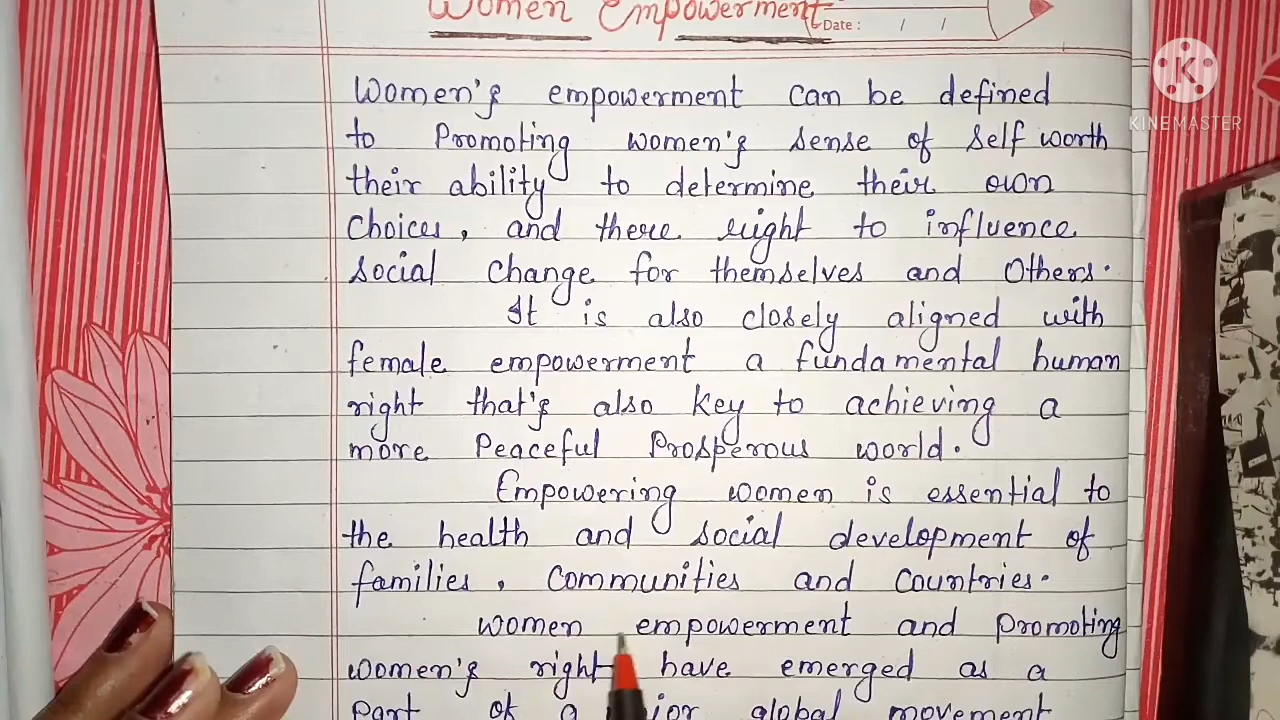 Women Empowerment
Date : / /
Women's empowerment can be defined
to Promoting women's sense of self worth
their ability to determine their own
choices, and there right to influence
social change for themselves and others.
It is also closely aligned with
female empowerment a fundamental human
right that's also key to achieving a
more Peaceful Prosperous world.
Empowering women is essential to
the health and social development of
families, communities and countries.
women empowerment and promoting
women's right have emerged as a
part of a global movement
K
KINEMASTER